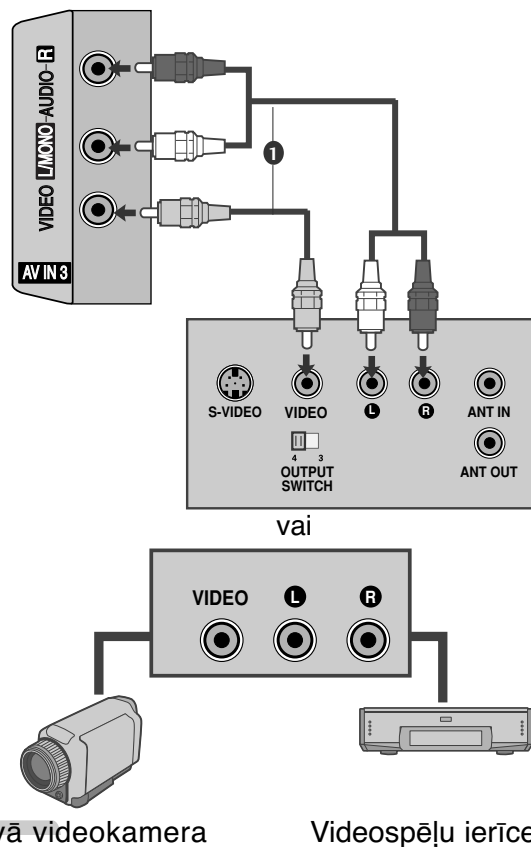 VIDEO L/MONO-AUDIO-R
AV IN 3
1
S-VIDEO
VIDEO
L
R
ANT IN
4 3
OUTPUT
SWITCH
ANT OUT
vai
VIDEO L R
videokamera
Videospēļu